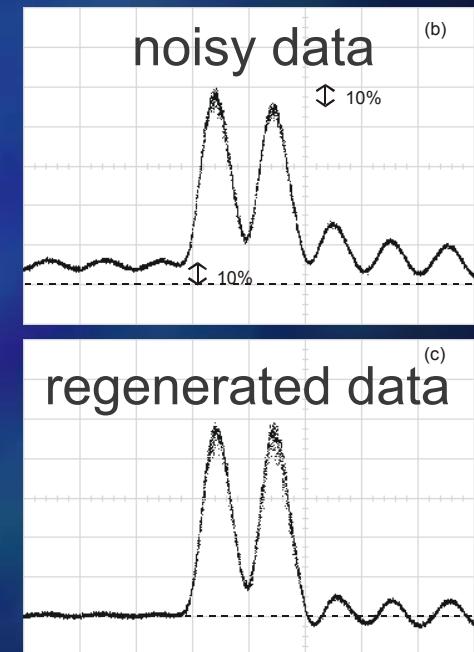 (b)
noisy data
10%
10%
(c)
regenerated data